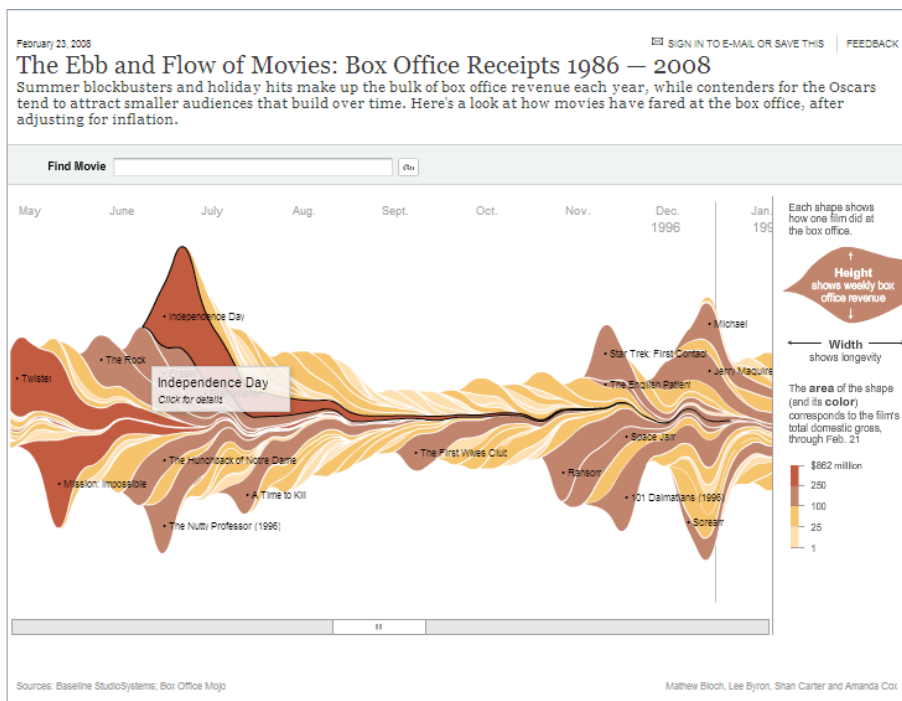 February 23, 2008
SIGN IN TO E-MAIL OR SAVE THIS
FEEDBACK
The Ebb and Flow of Movies: Box Office Receipts 1986 — 2008
Summer blockbusters and holiday hits make up the bulk of box office revenue each year, while contenders for the Oscars
tend to attract smaller audiences that build over time. Here's a look at how movies have fared at the box office, after
adjusting for inflation.
Find Movie
Go
May
June
July
Aug.
Sept.
Oct.
Nov.
Dec.
1996
Jan.
199
Each shape shows
how one film did at
the box office.
Height
shows weekly box
office revenue
Width
shows longevity
The area of the shape
(and its color)
corresponds to the film's
total domestic gross,
through Feb. 21
$862 million
250
100
25
1
Independence Day
Michael
The Rock
Star Trek: First Contact
Twister
Jerry Maguire
Independence Day
Click for details
The English Patient
Space Jam
The First Wives Club
The Hunchback of Notre Dame
Ransom
Mission: Impossible
A Time to Kill
101 Dalmatians (1996)
The Nutty Professor (1996)
Scream
Sources: Baseline StudioSystems; Box Office Mojo
Mathew Bloch, Lee Byron, Shan Carter and Amanda Cox